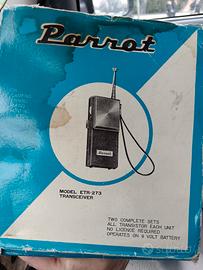 Parrot
Parrot
MODEL ETR-273
TRANSCEIVER
TWO COMPLETE SETS
ALL TRANSISTOR EACH UNIT
NO LICENCE REQUIRED
OPERATES ON 9 VOLT BATTERY